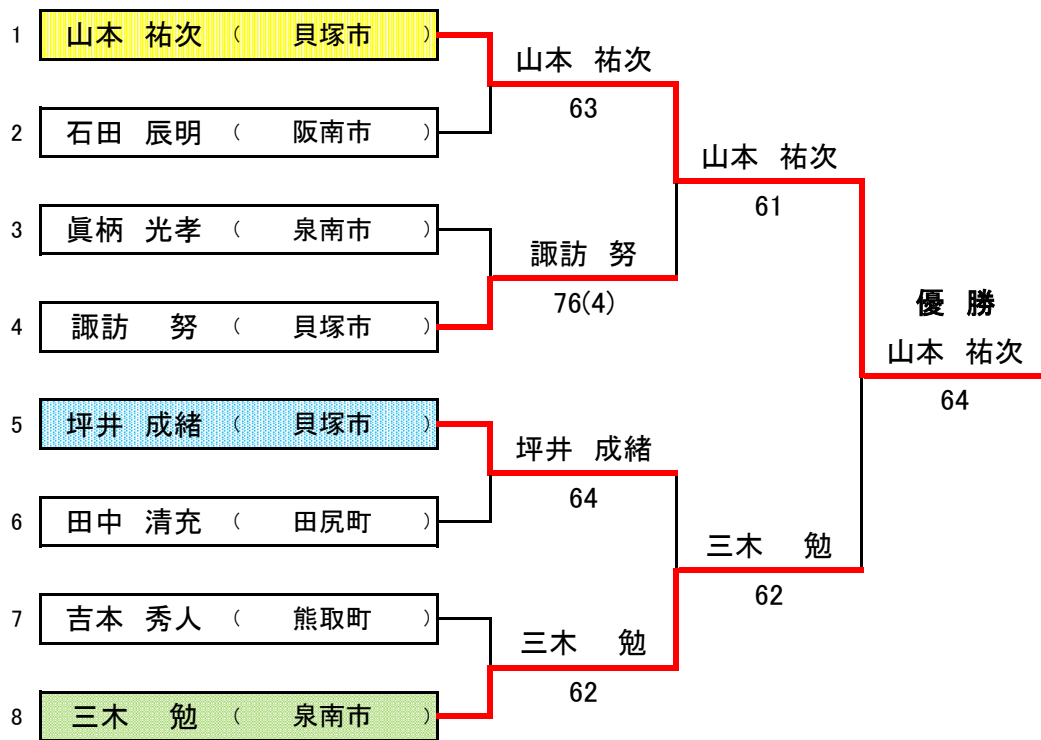 1 山本 祐次 ( 貝塚市 )
山本 祐次
63
2 石田 辰明 ( 阪南市 )
山本 祐次
61
3 眞柄 光孝 ( 泉南市 )
諏訪 努
76(4)
4 諏訪 努 ( 貝塚市 )
優 勝
山本 祐次
64
5 坪井 成緒 ( 貝塚市 )
坪井 成緒
64
6 田中 清充 ( 田尻町 )
三木 勉
62
7 吉本 秀人 ( 熊取町 )
三木 勉
62
8 三木 勉 ( 泉南市 )